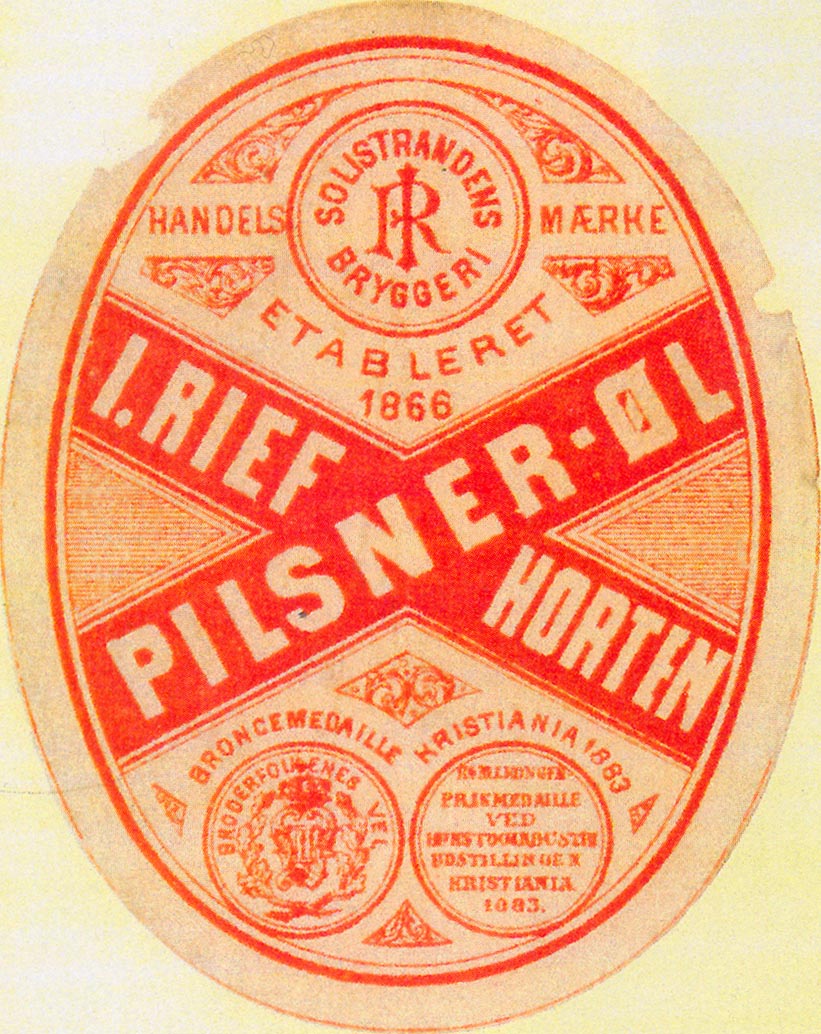 SOLISTRANDENS
BRYGGERI
IR
HANDELS MÆRKE
ETABLERET
1866
I. RIEF
PILSNER-ØL
HORTEN
BRONCEMEDAILLE KRISTIANIA 1883
BRODERFOLKENES VEL
PRISMEDAILLE
VED
UDSTILLINGEN
KRISTIANIA
1883.